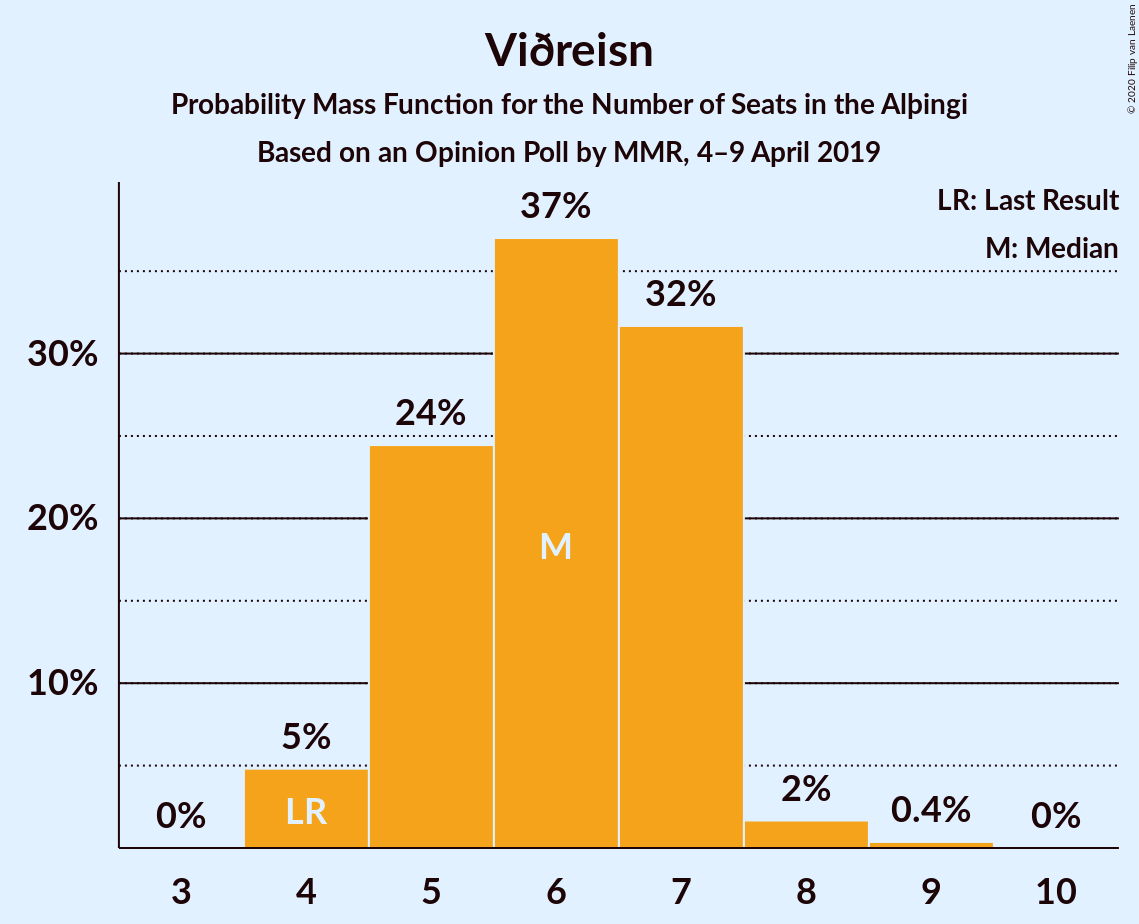 Viðreisn
Probability Mass Function for the Number of Seats in the Alþingi
Based on an Opinion Poll by MMR, 4–9 April 2019
© 2020 Filip van Laenen
LR: Last Result
M: Median
37%
32%
30%
24%
20%
M
10%
5%
2%
0%
LR
0.4%
0%
3 4 5 6 7 8 9 10